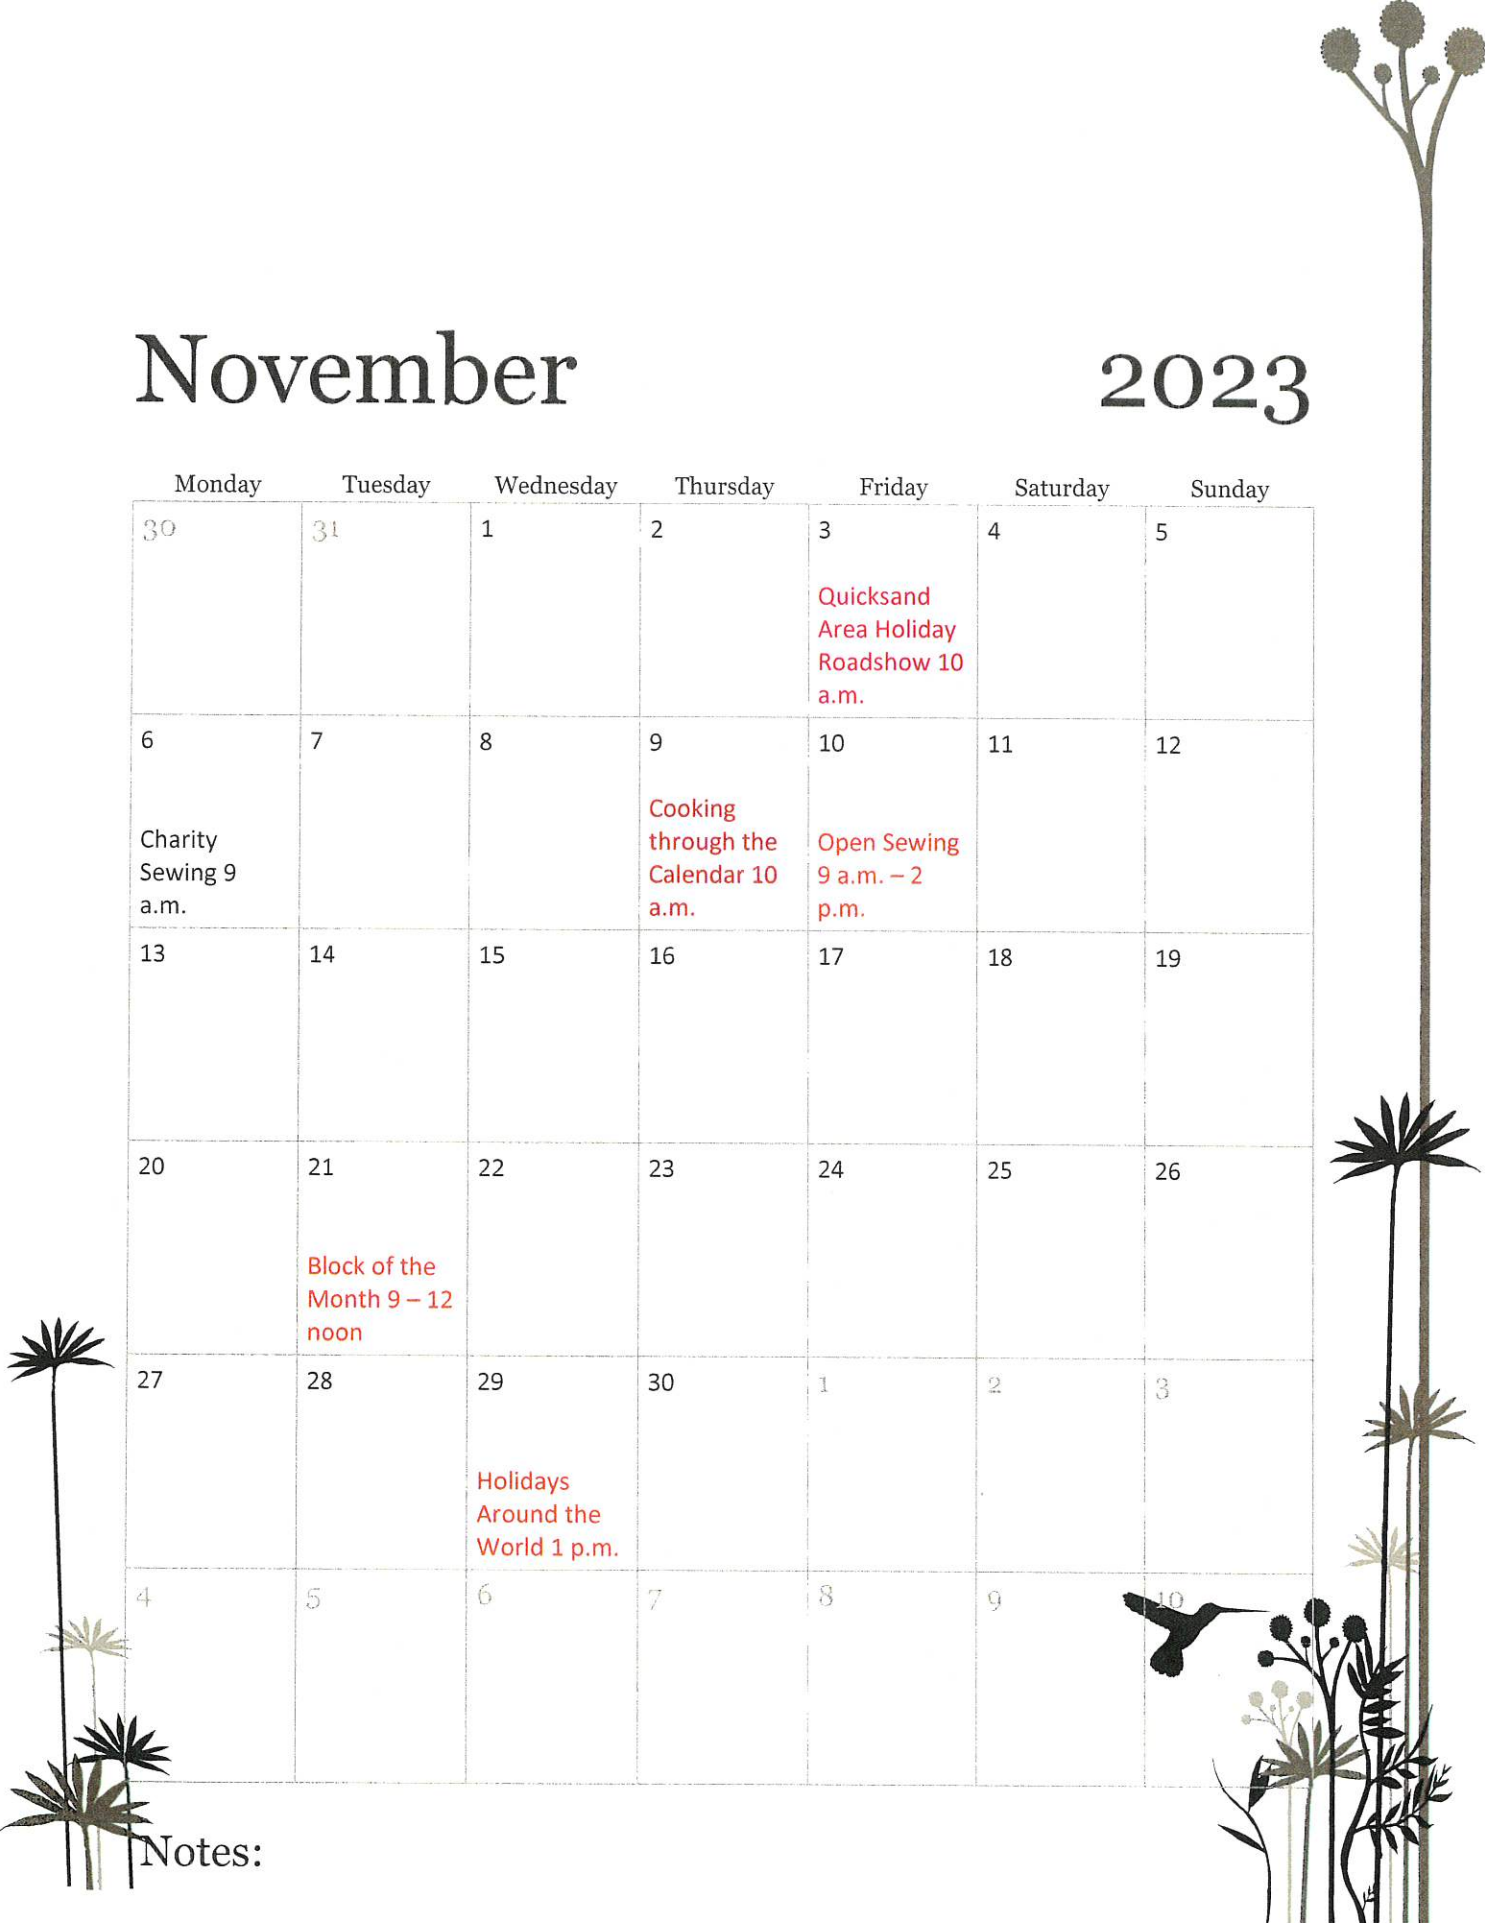 November 2023
Monday Tuesday Wednesday Thursday Friday Saturday Sunday
30 31 1 2 3 4 5
Quicksand
Area Holiday
Roadshow 10
a.m.
6 7 8 9 10 11 12
Charity
Sewing 9
a.m.
Cooking
through the
Calendar 10
a.m.
Open Sewing
9 a.m. – 2
p.m.
13 14 15 16 17 18 19
20 21 22 23 24 25 26
Block of the
Month 9 – 12
noon
27 28 29 30 1 2 3
Holidays
Around the
World 1 p.m.
4 5 6 7 8 9 10
Notes: